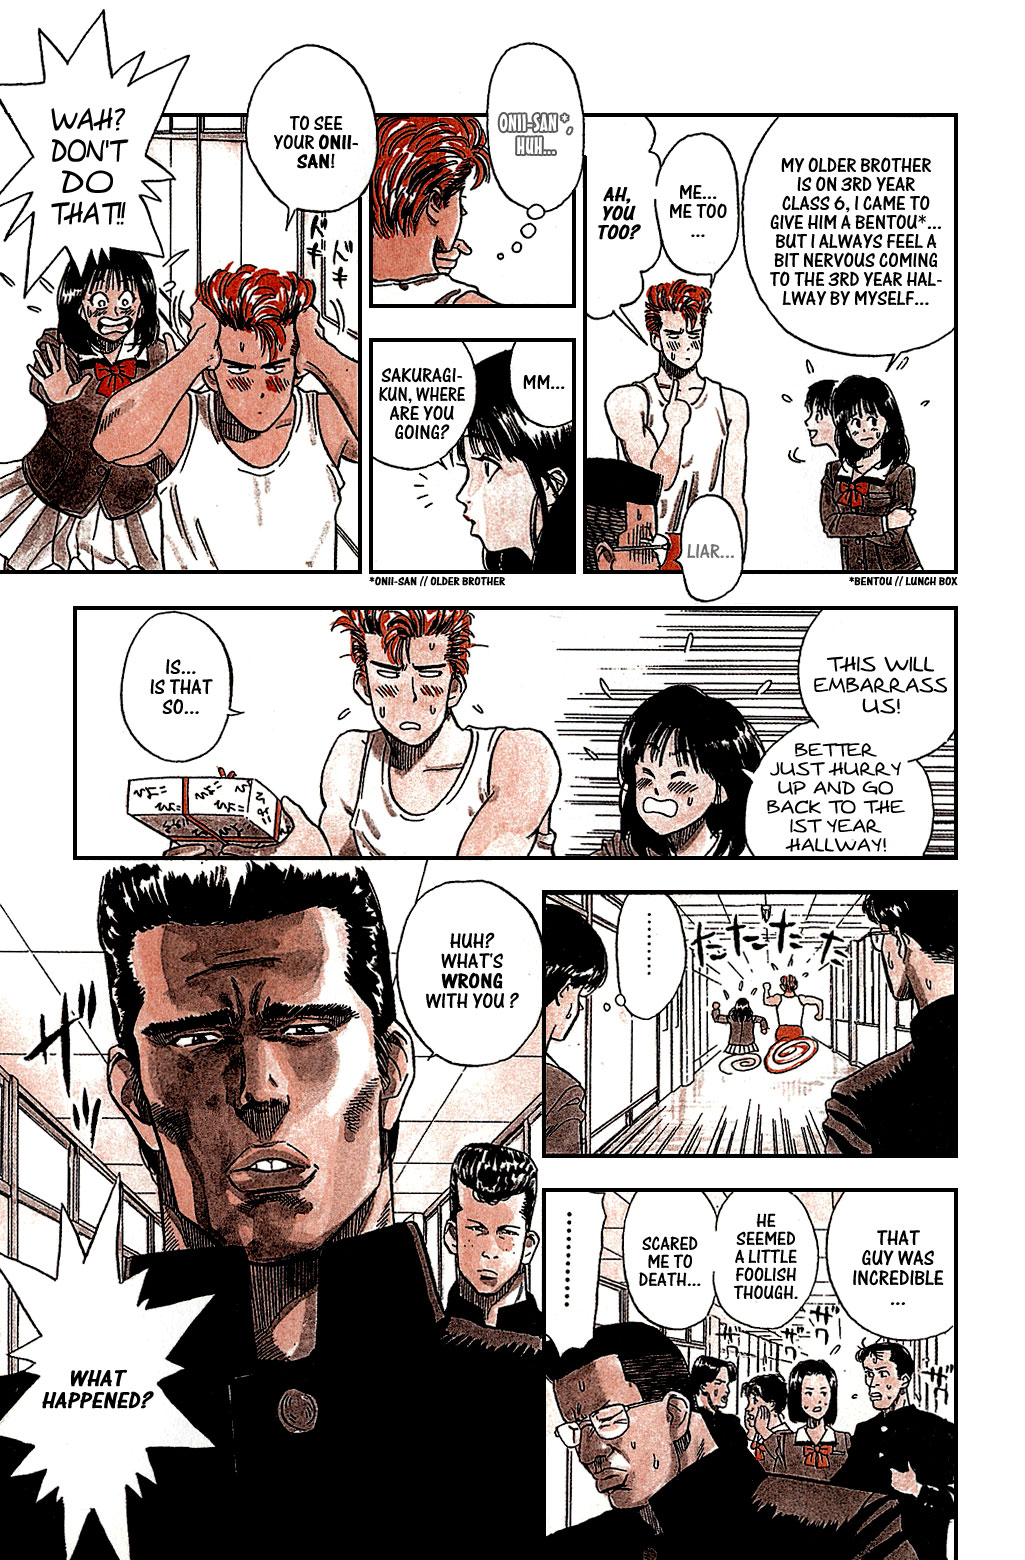 MY OLDER BROTHER
IS ON 3RD YEAR
CLASS 6, I CAME TO
GIVE HIM A BENTOU*...
BUT I ALWAYS FEEL A
BIT NERVOUS COMING
TO THE 3RD YEAR HAL-
LWAY BY MYSELF...
ME...
ME TOO
...
AH,
YOU
TOO?
LIAR...
*BENTOU // LUNCH BOX
ONII-SAN*,
HUH...
MM...
SAKURAGI-
KUN, WHERE
ARE YOU
GOING?
*ONII-SAN // OLDER BROTHER
TO SEE
YOUR ONII-
SAN!
WAH?
DON'T
DO
THAT!!
THIS WILL
EMBARRASS
US!
BETTER
JUST HURRY
UP AND GO
BACK TO THE
1ST YEAR
HALLWAY!
IS...
IS THAT
SO...
.........
HUH?
WHAT'S
WRONG
WITH YOU ?
WHAT
HAPPENED?
THAT
GUY WAS
INCREDIBLE
...
HE
SEEMED
A LITTLE
FOOLISH
THOUGH.
SCARED
ME TO
DEATH...
.........